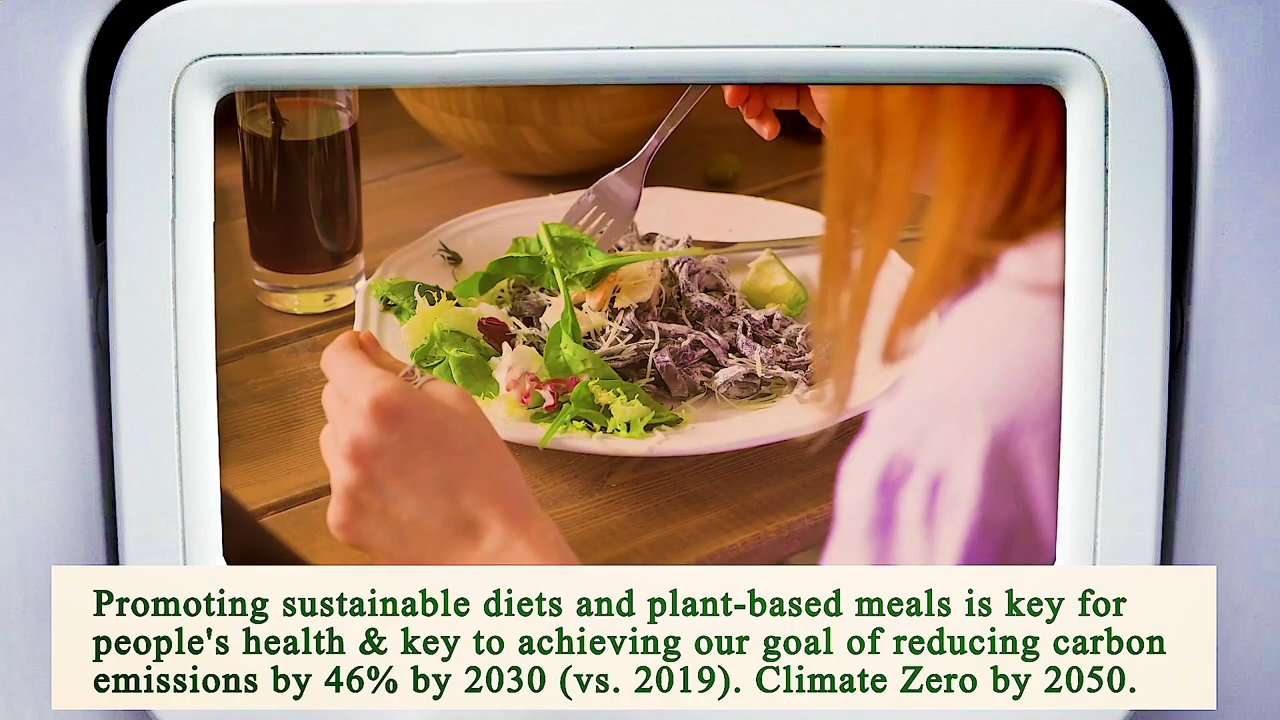 Promoting sustainable diets and plant-based meals is key for
people's health & key to achieving our goal of reducing carbon
emissions by 46% by 2030 (vs. 2019). Climate Zero by 2050.